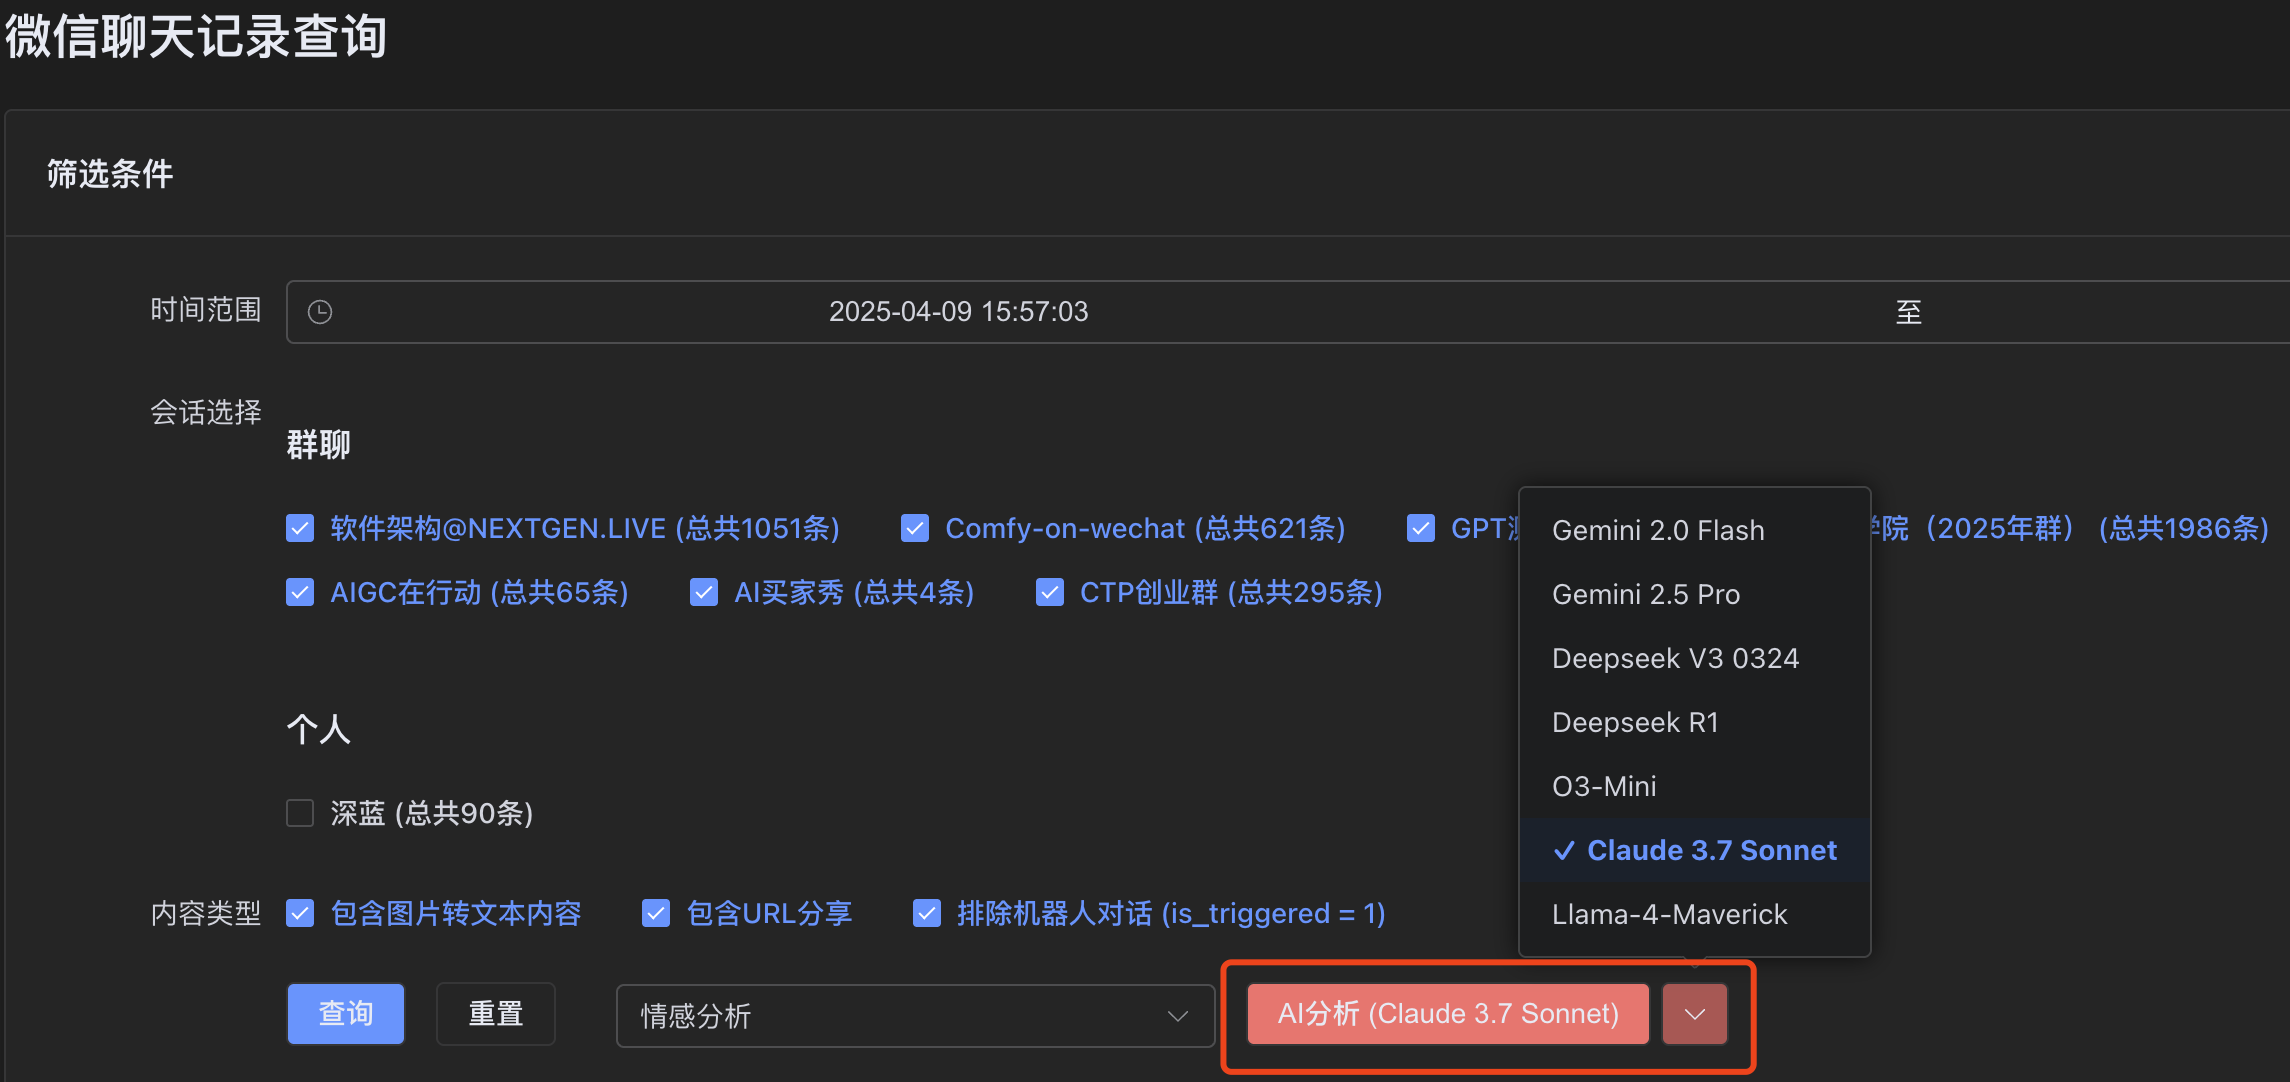 微信聊天记录查询
筛选条件
时间范围 2025-04-09 15:57:03 至
会话选择
群聊
软件架构@NEXTGEN.LIVE (总共1051条) Comfy-on-wechat (总共621条) GPT 学院（2025年群） (总共1986条)
AIGC在行动 (总共65条) AI买家秀 (总共4条) CTP创业群 (总共295条)
Gemini 2.0 Flash
Gemini 2.5 Pro
Deepseek V3 0324
Deepseek R1
O3-Mini
Claude 3.7 Sonnet
Llama-4-Maverick
个人
深蓝 (总共90条)
内容类型 包含图片转文本内容 包含URL分享 排除机器人对话 (is_triggered = 1)
查询 重置 情感分析 AI分析 (Claude 3.7 Sonnet)